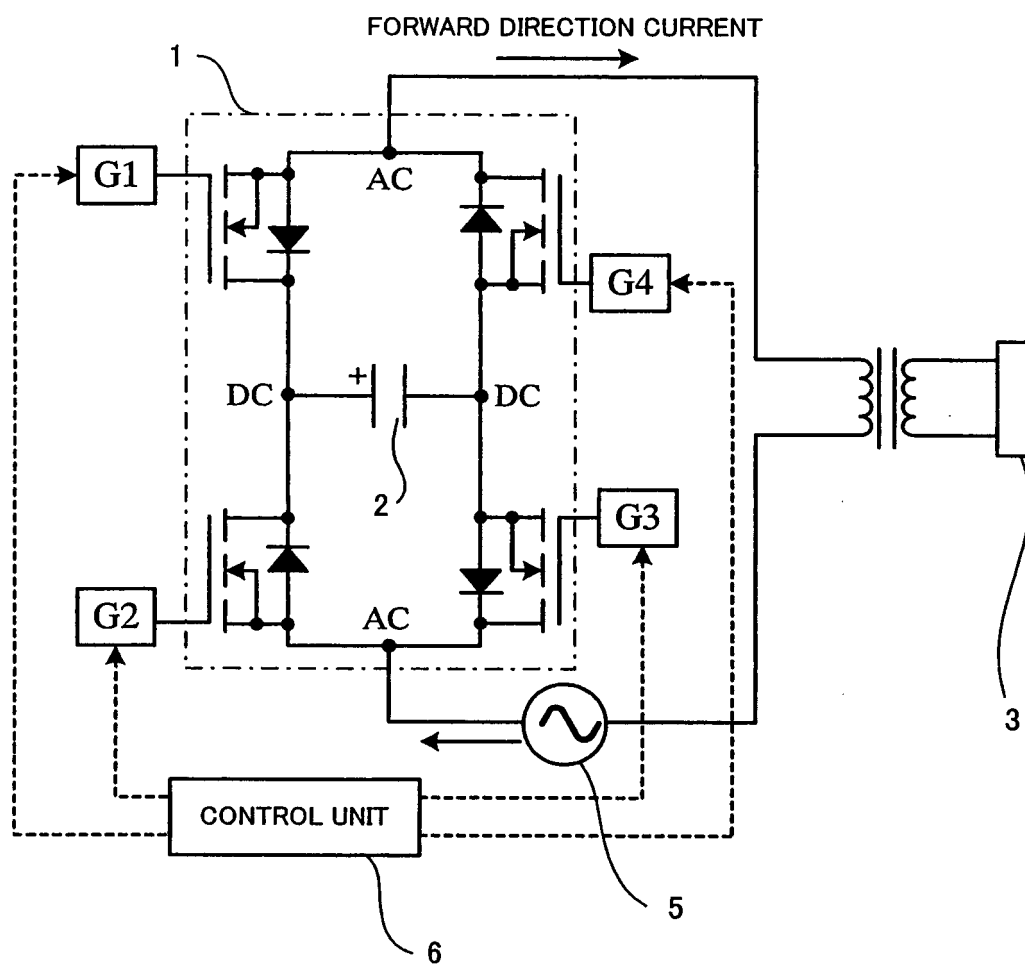 FORWARD DIRECTION CURRENT
1
G1
AC
G4
DC
+
DC
2
G3
G2
AC
3
CONTROL UNIT
5
6